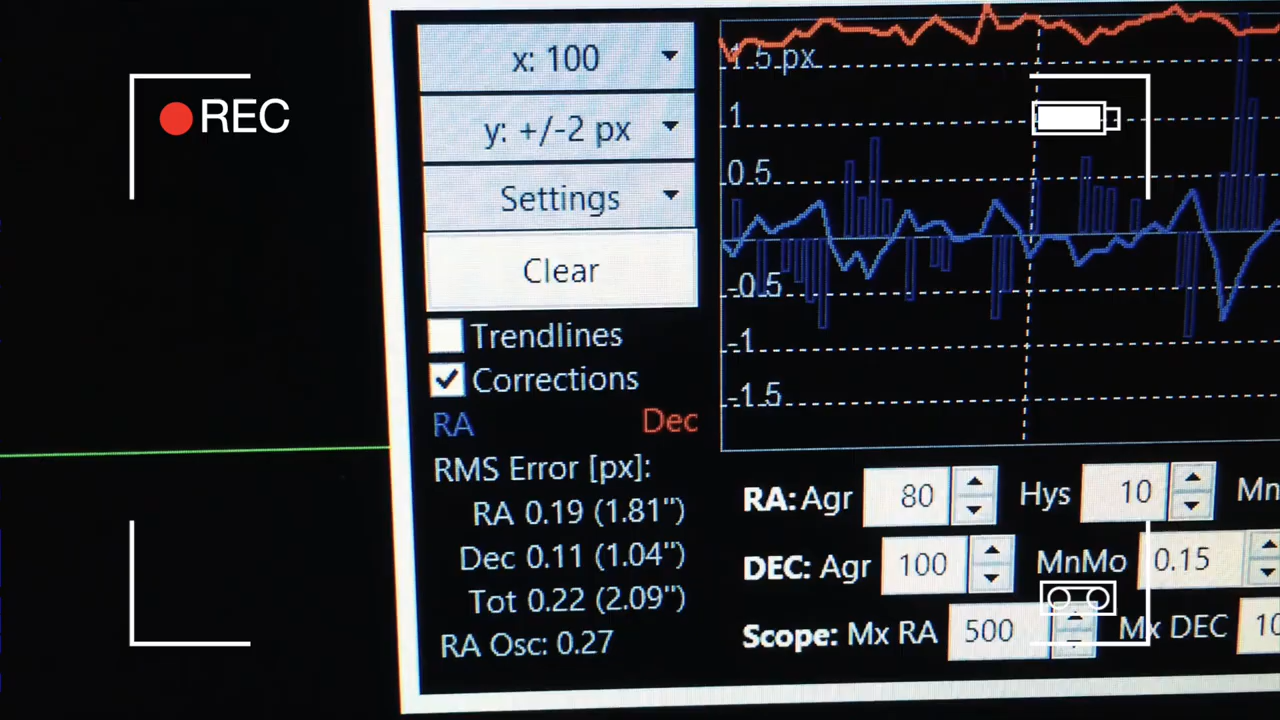 REC
x: 100
y: +/-2 px
Settings
Clear
Trendlines
Corrections
RA Dec
RMS Error [px]:
RA 0.19 (1.81")
Dec 0.11 (1.04")
Tot 0.22 (2.09")
RA Osc: 0.27
1.5 px
1
0.5
-0.5
-1
-1.5
RA: Agr 80 Hys 10
DEC: Agr 100 MnMo 0.15
Scope: Mx RA 500 Mx DEC